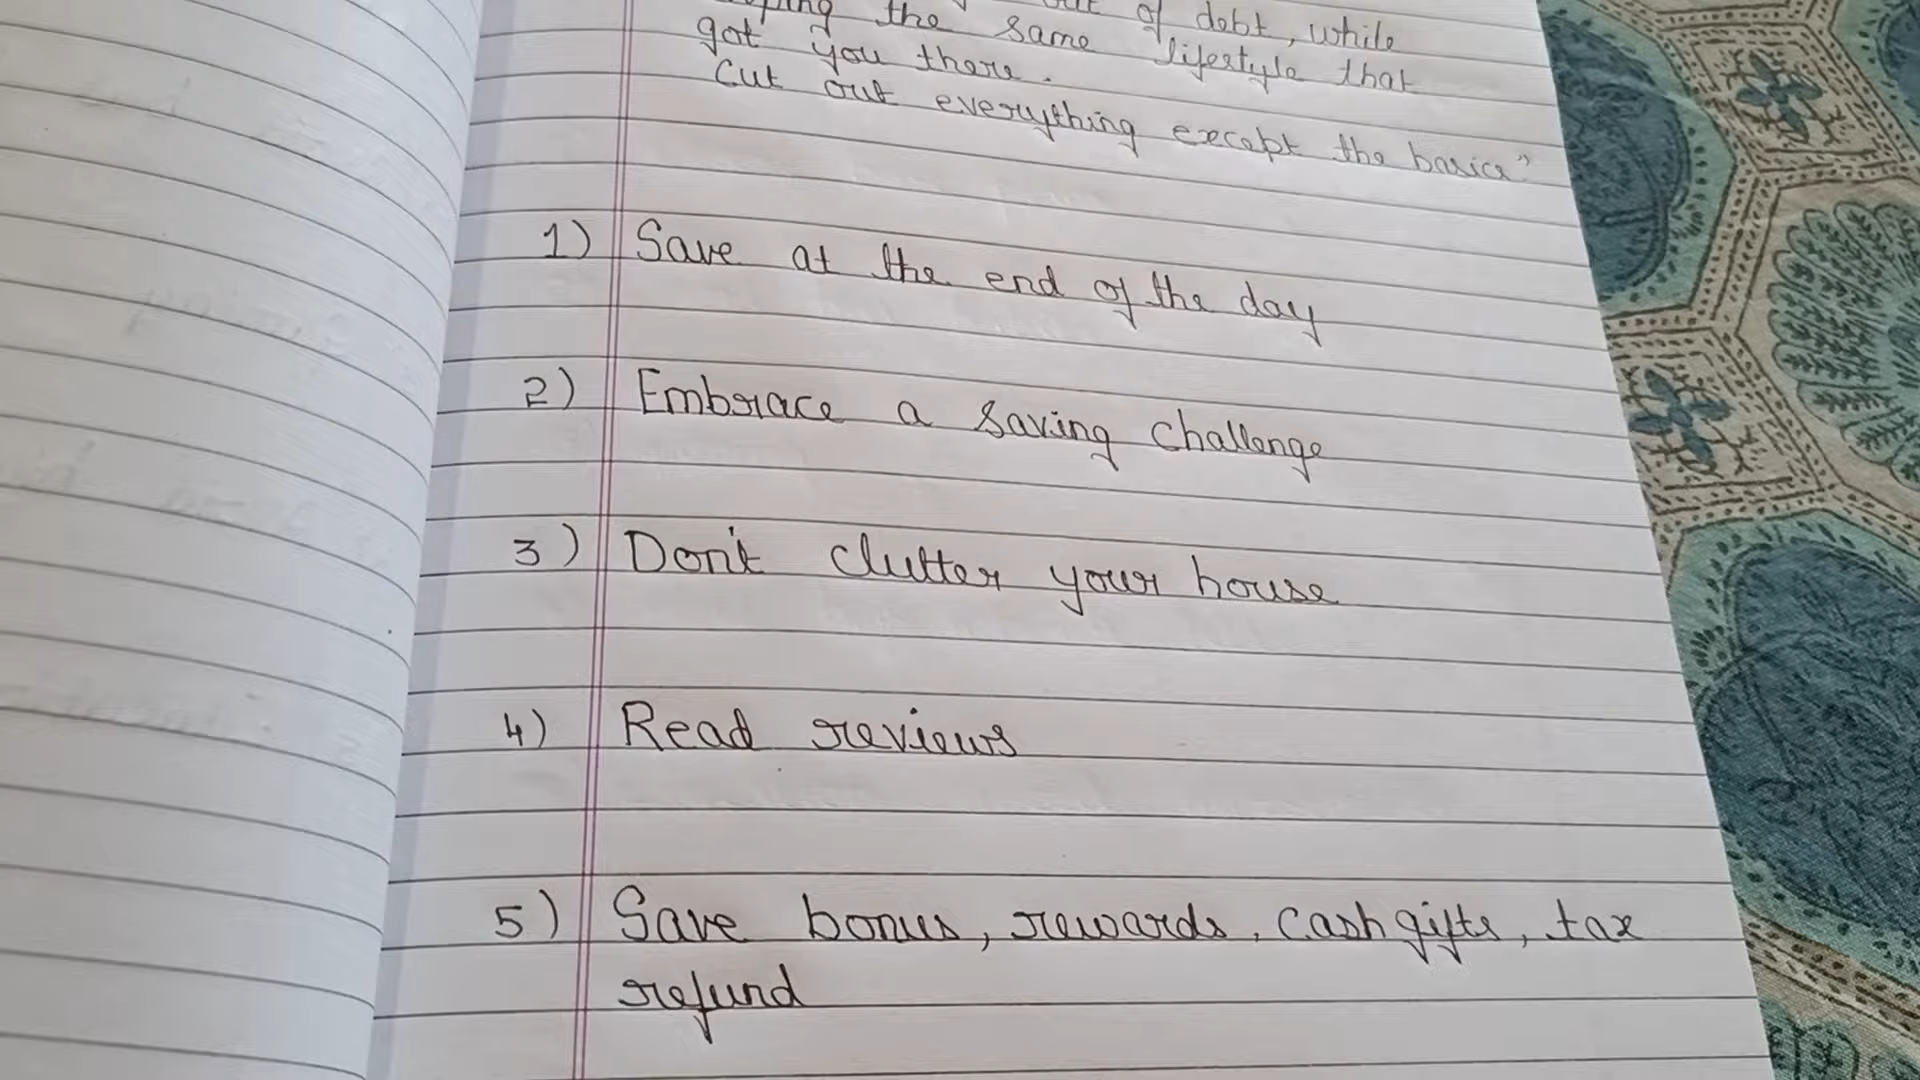 the of debt, while
same lifestyle that
got you there.
Cut out everything except the basics"
1) Save at the end of the day
2) Embrace a saving challenge
3) Don't clutter your house
4) Read reviews
5) Save bonus, rewards, cash gifts, tax
refund